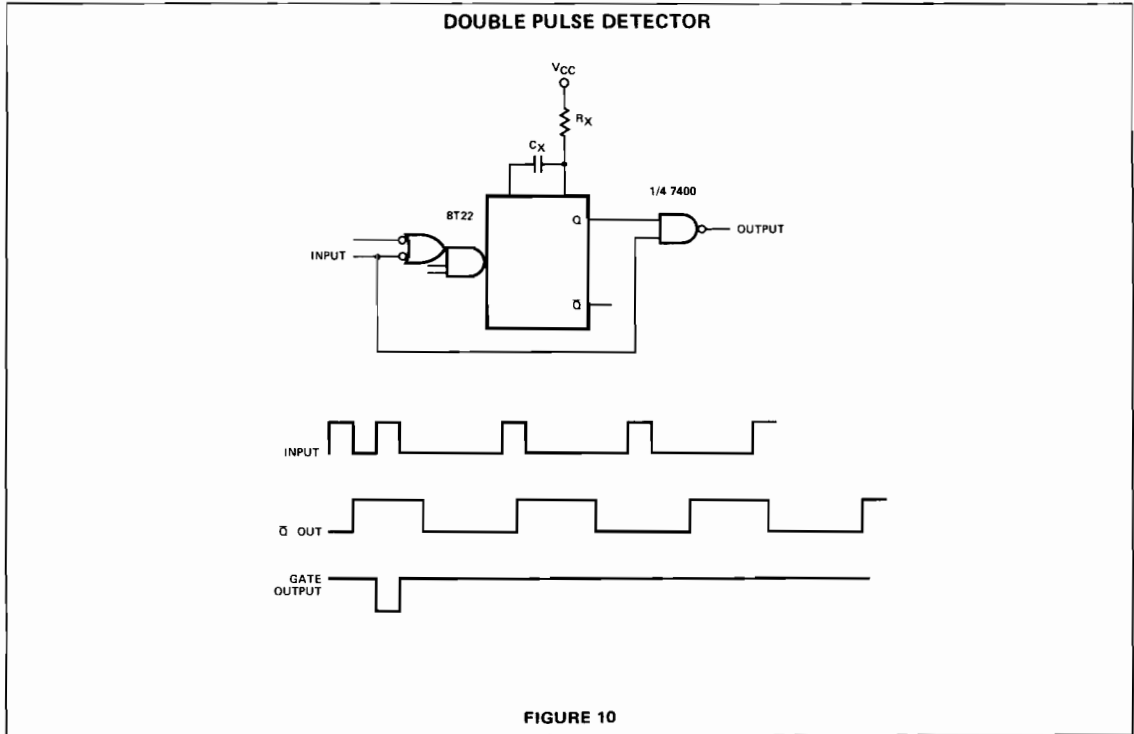 DOUBLE PULSE DETECTOR
VCC
RX
CX
1/4 7400
8T22
Q
OUTPUT
INPUT
Q̅
INPUT
Q̅ OUT
GATE
OUTPUT
FIGURE 10